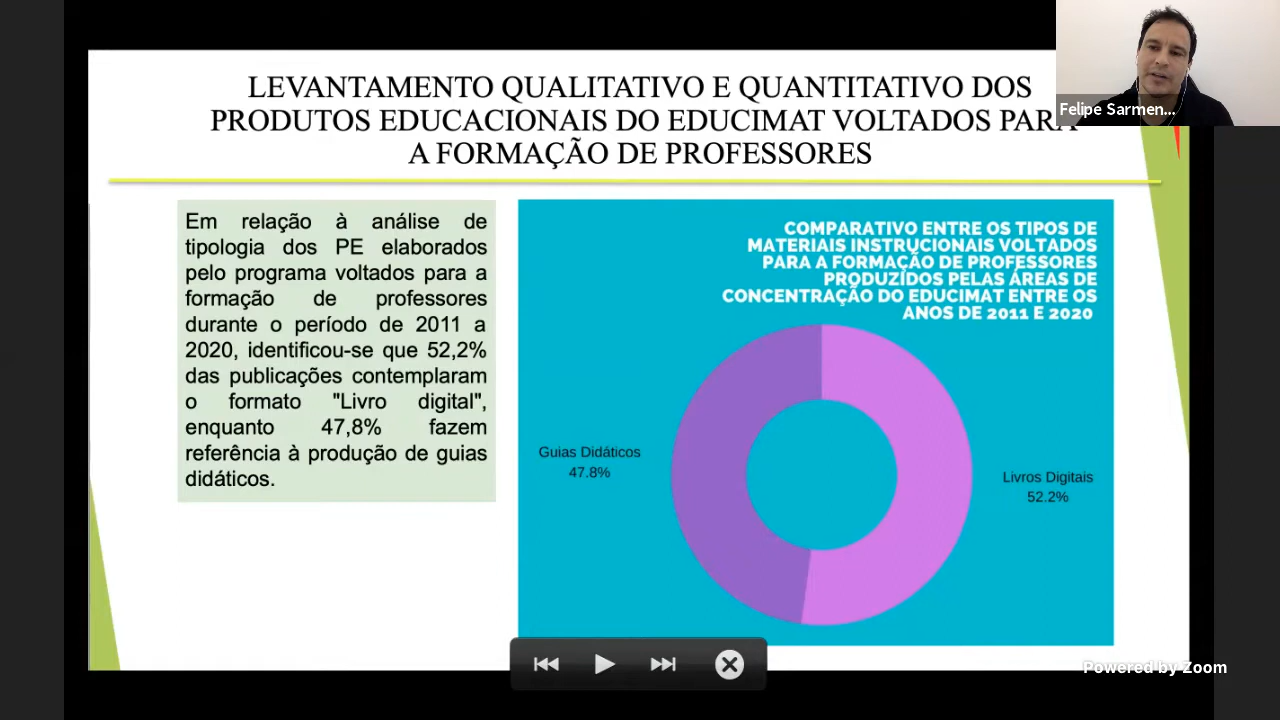 LEVANTAMENTO QUALITATIVO E QUANTITATIVO DOS
PRODUTOS EDUCACIONAIS DO EDUCIMAT VOLTADOS PARA
A FORMAÇÃO DE PROFESSORES
Felipe Sarmen...
Em relação à análise de
tipologia dos PE elaborados
pelo programa voltados para a
formação de professores
durante o período de 2011 a
2020, identificou-se que 52,2%
das publicações contemplaram
o formato "Livro digital",
enquanto 47,8% fazem
referência à produção de guias
didáticos.
COMPARATIVO ENTRE OS TIPOS DE
MATERIAIS INSTRUCIONAIS VOLTADOS
PARA A FORMAÇÃO DE PROFESSORES
PRODUZIDOS PELAS ÁREAS DE
CONCENTRAÇÃO DO EDUCIMAT ENTRE OS
ANOS DE 2011 E 2020
Guias Didáticos
47.8%
Livros Digitais
52.2%
Powered by Zoom